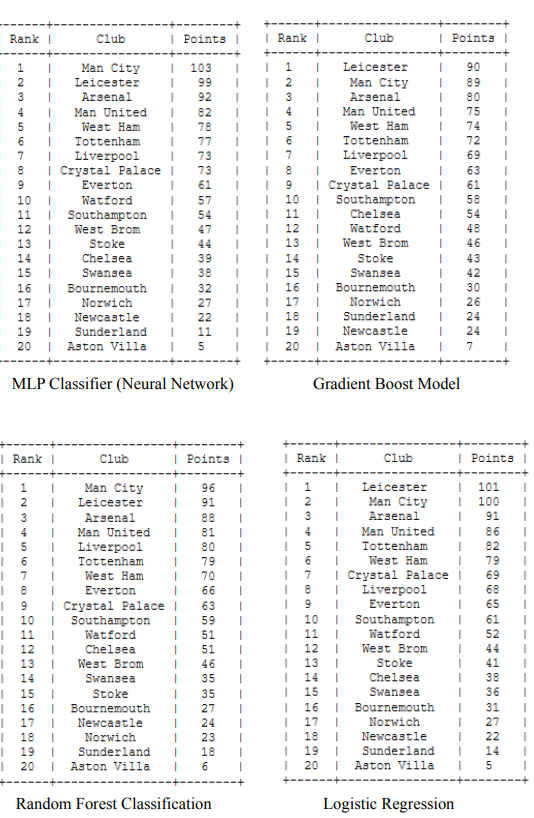 | Rank | Club | Points |
| 1 | Man City | 103 |
| 2 | Leicester | 99 |
| 3 | Arsenal | 92 |
| 4 | Man United | 82 |
| 5 | West Ham | 78 |
| 6 | Tottenham | 77 |
| 7 | Liverpool | 73 |
| 8 | Crystal Palace | 73 |
| 9 | Everton | 61 |
| 10 | Watford | 57 |
| 11 | Southampton | 54 |
| 12 | West Brom | 47 |
| 13 | Stoke | 44 |
| 14 | Chelsea | 39 |
| 15 | Swansea | 38 |
| 16 | Bournemouth | 32 |
| 17 | Norwich | 27 |
| 18 | Newcastle | 22 |
| 19 | Sunderland | 11 |
| 20 | Aston Villa | 5 |
MLP Classifier (Neural Network)
| Rank | Club | Points |
| 1 | Leicester | 90 |
| 2 | Man City | 89 |
| 3 | Arsenal | 80 |
| 4 | Man United | 75 |
| 5 | West Ham | 74 |
| 6 | Tottenham | 72 |
| 7 | Liverpool | 69 |
| 8 | Everton | 63 |
| 9 | Crystal Palace | 61 |
| 10 | Southampton | 58 |
| 11 | Chelsea | 54 |
| 12 | Watford | 48 |
| 13 | West Brom | 46 |
| 14 | Stoke | 43 |
| 15 | Swansea | 42 |
| 16 | Bournemouth | 30 |
| 17 | Norwich | 26 |
| 18 | Sunderland | 24 |
| 19 | Newcastle | 24 |
| 20 | Aston Villa | 7 |
Gradient Boost Model
| Rank | Club | Points |
| 1 | Man City | 96 |
| 2 | Leicester | 91 |
| 3 | Arsenal | 88 |
| 4 | Man United | 81 |
| 5 | Liverpool | 80 |
| 6 | Tottenham | 79 |
| 7 | West Ham | 70 |
| 8 | Everton | 66 |
| 9 | Crystal Palace | 63 |
| 10 | Southampton | 59 |
| 11 | Watford | 51 |
| 12 | Chelsea | 51 |
| 13 | West Brom | 46 |
| 14 | Swansea | 35 |
| 15 | Stoke | 35 |
| 16 | Bournemouth | 27 |
| 17 | Newcastle | 24 |
| 18 | Norwich | 23 |
| 19 | Sunderland | 18 |
| 20 | Aston Villa | 6 |
Random Forest Classification
| Rank | Club | Points |
| 1 | Leicester | 101 |
| 2 | Man City | 100 |
| 3 | Arsenal | 91 |
| 4 | Man United | 86 |
| 5 | Tottenham | 82 |
| 6 | West Ham | 79 |
| 7 | Crystal Palace | 69 |
| 8 | Liverpool | 68 |
| 9 | Everton | 65 |
| 10 | Southampton | 61 |
| 11 | Watford | 52 |
| 12 | West Brom | 44 |
| 13 | Stoke | 41 |
| 14 | Chelsea | 38 |
| 15 | Swansea | 36 |
| 16 | Bournemouth | 31 |
| 17 | Norwich | 27 |
| 18 | Newcastle | 22 |
| 19 | Sunderland | 14 |
| 20 | Aston Villa | 5 |
Logistic Regression